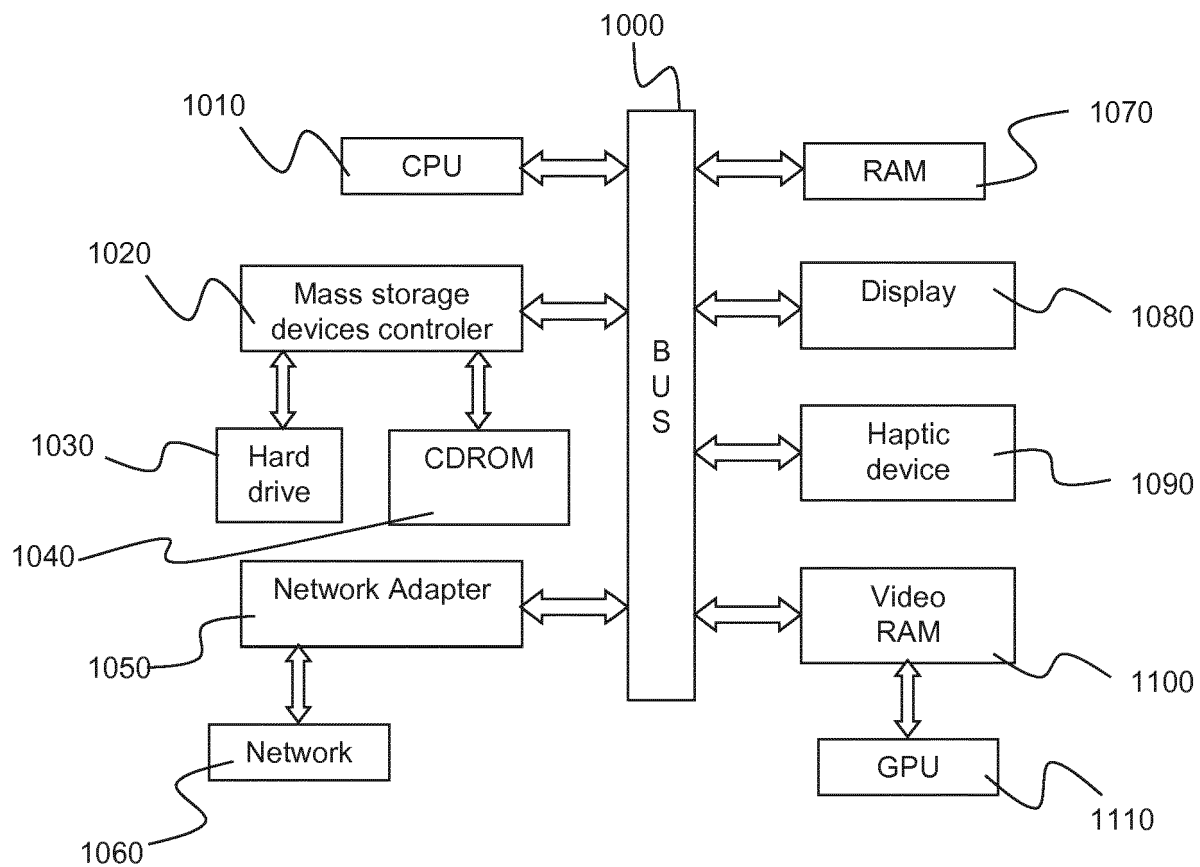 1000
1010
CPU
1070
RAM
1020
Mass storage
devices controler
Display
1080
B
U
S
1030
Hard
drive
CDROM
Haptic
device
1090
1040
Network Adapter
1050
Video
RAM
1100
Network
1060
GPU
1110